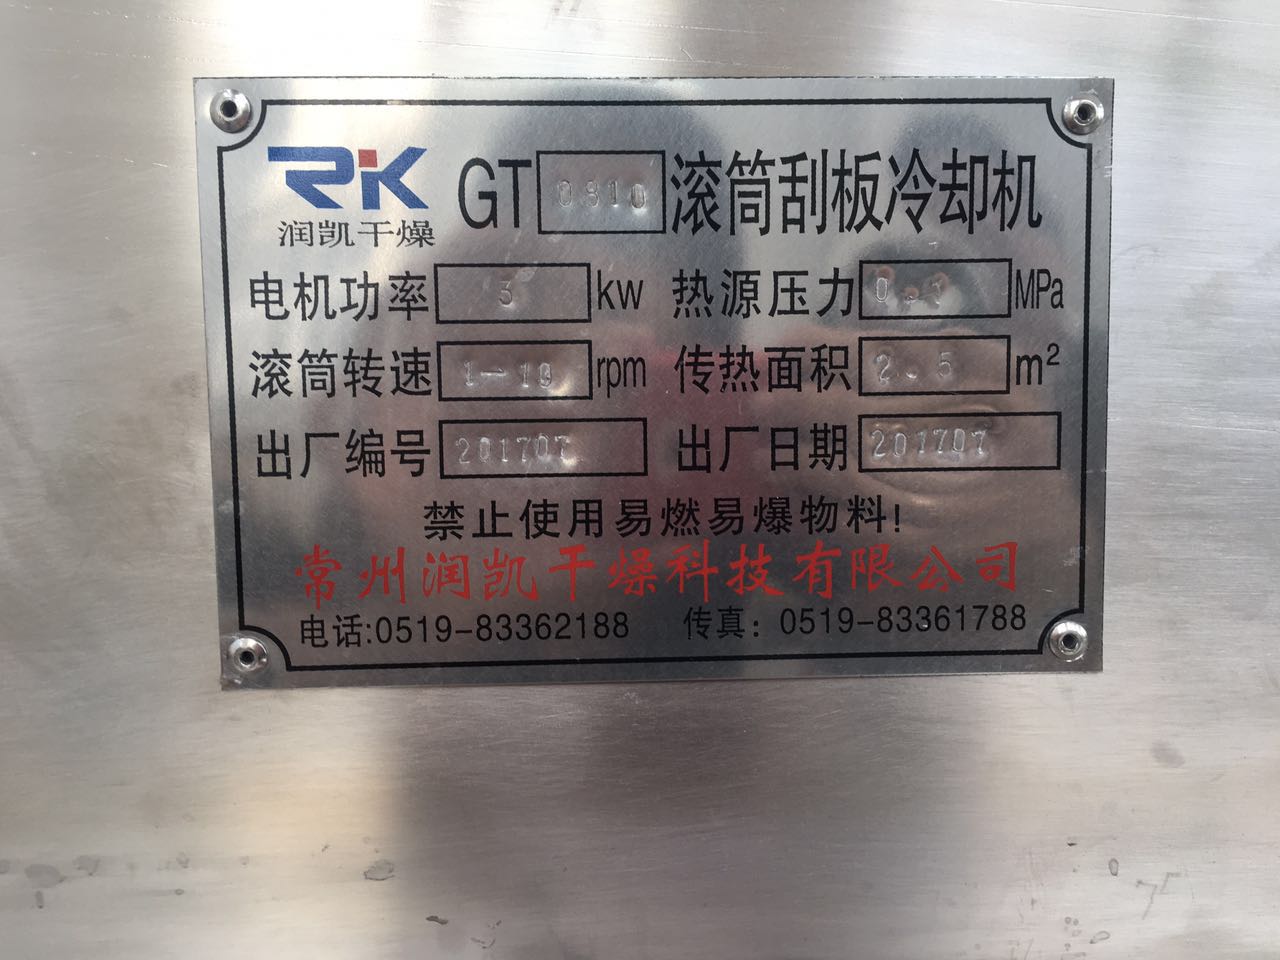 RK 润凯干燥
GT 0810 滚筒刮板冷却机
电机功率 3 kw 热源压力 0.1 MPa
滚筒转速 1-10 rpm 传热面积 2.5 m²
出厂编号 201707 出厂日期 201707
禁止使用易燃易爆物料!
常州润凯干燥科技有限公司
电话:0519-83362188 传真：0519-83361788